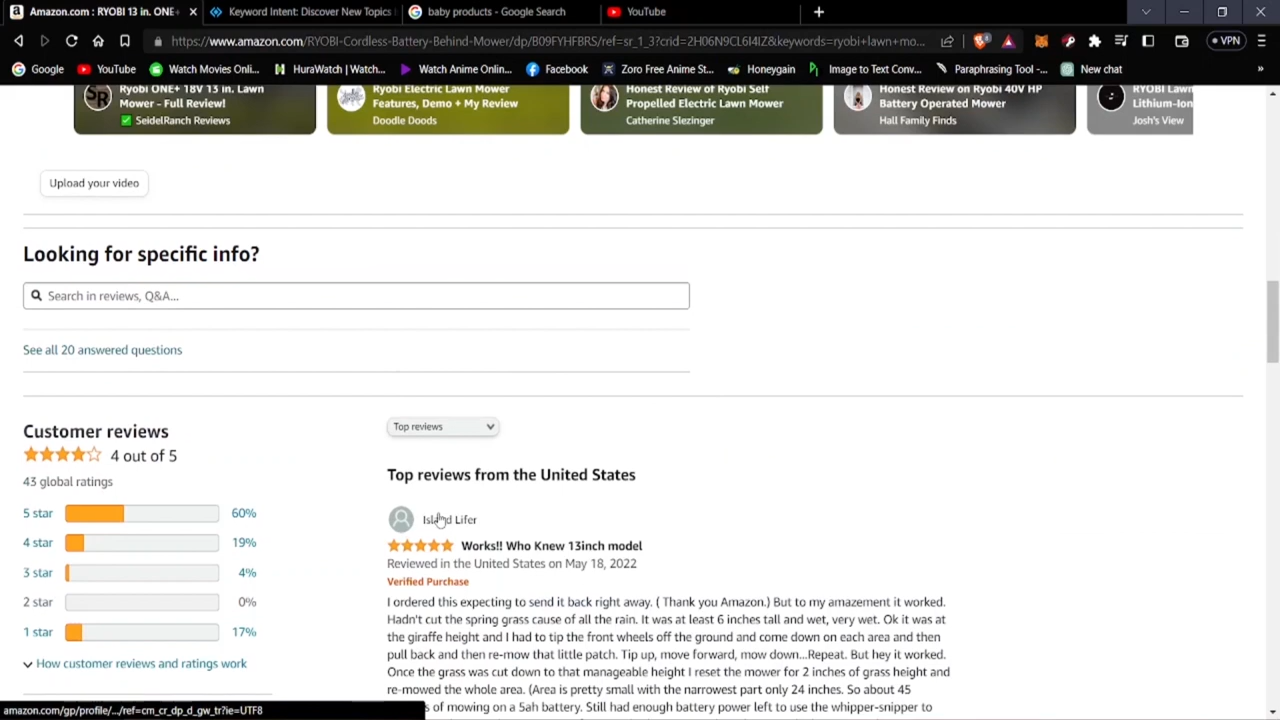 Amazon.com : RYOBI 13 in. ONE+
Keyword Intent: Discover New Topics
baby products - Google Search
YouTube
https://www.amazon.com/RYOBI-Cordless-Battery-Behind-Mower/dp/B09FYHFBRS/ref=sr_1_3?crid=2H06N9CL6I4IZ&keywords=ryobi+lawn+mo...
VPN
Google
YouTube
Watch Movies Onli...
HuraWatch | Watch...
Watch Anime Onlin...
Facebook
Zoro Free Anime St...
Honeygain
Image to Text Conv...
Paraphrasing Tool -...
New chat
»
SR
Ryobi ONE+ 18V 13 in. Lawn
Mower - Full Review!
SeidelRanch Reviews
Ryobi Electric Lawn Mower
Features, Demo + My Review
Doodle Doods
Honest Review of Ryobi Self
Propelled Electric Lawn Mower
Catherine Slezinger
Honest Review on Ryobi 40V HP
Battery Operated Mower
Hall Family Finds
RYOBI Law
Lithium-Ion
Josh's View
Upload your video
Looking for specific info?
Search in reviews, Q&A...
See all 20 answered questions
Customer reviews
4 out of 5
43 global ratings
5 star 60%
4 star 19%
3 star 4%
2 star 0%
1 star 17%
How customer reviews and ratings work
Top reviews
Top reviews from the United States
Island Lifer
Works!! Who Knew 13inch model
Reviewed in the United States on May 18, 2022
Verified Purchase
I ordered this expecting to send it back right away. ( Thank you Amazon.) But to my amazement it worked.
Hadn't cut the spring grass cause of all the rain. It was at least 6 inches tall and wet, very wet. Ok it was at
the giraffe height and I had to tip the front wheels off the ground and come down on each area and then
pull back and then re-mow that little patch. Tip up, move forward, mow down...Repeat. But hey it worked.
Once the grass was cut down to that manageable height I reset the mower for 2 inches of grass height and
re-mowed the whole area. (Area is pretty small with the narrowest part only 24 inches. So about 45
of mowing on a 5ah battery. Still had enough battery power left to use the whipper-snipper to
amazon.com/gp/profile/.../ref=cm_cr_dp_d_gw_tr?ie=UTF8